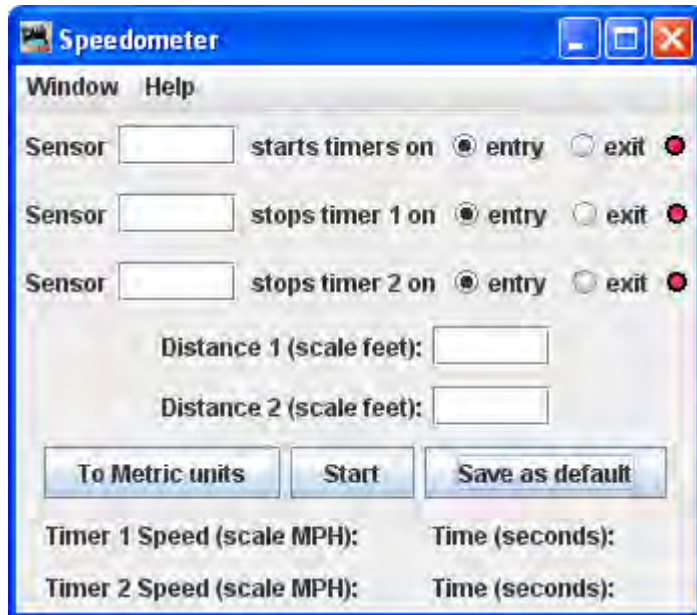 Speedometer
Window Help
Sensor starts timers on entry exit
Sensor stops timer 1 on entry exit
Sensor stops timer 2 on entry exit
Distance 1 (scale feet):
Distance 2 (scale feet):
To Metric units Start Save as default
Timer 1 Speed (scale MPH): Time (seconds):
Timer 2 Speed (scale MPH): Time (seconds):